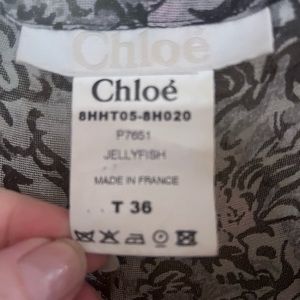 Chloé
Chloé
8HHT05-8H020
P7651
JELLYFISH
MADE IN FRANCE
T 36